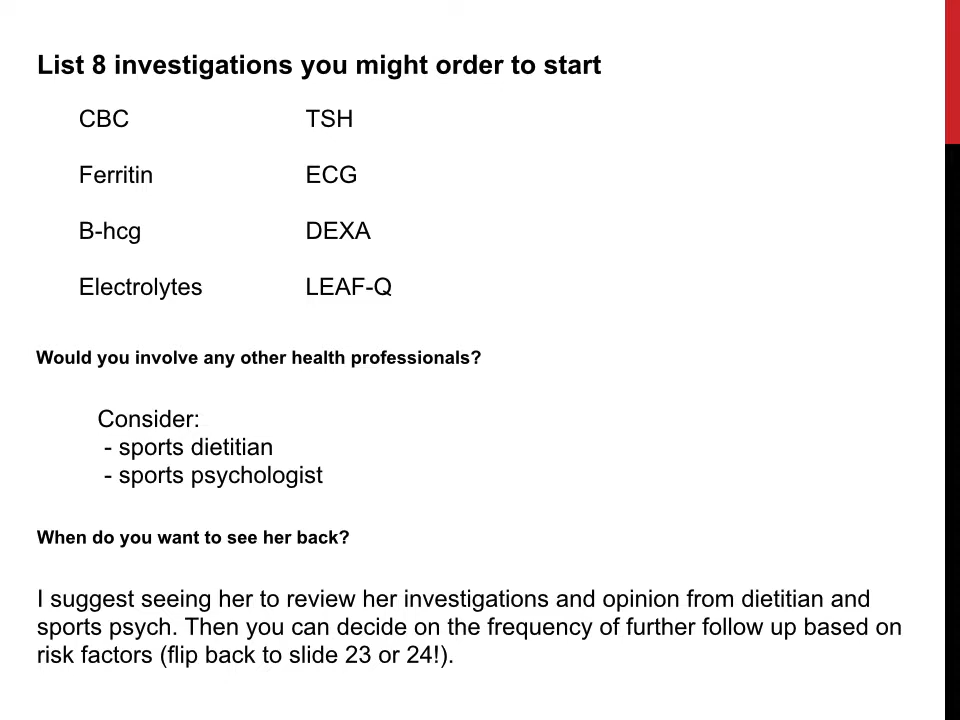 List 8 investigations you might order to start
CBC TSH
Ferritin ECG
B-hcg DEXA
Electrolytes LEAF-Q
Would you involve any other health professionals?
Consider:
- sports dietitian
- sports psychologist
When do you want to see her back?
I suggest seeing her to review her investigations and opinion from dietitian and
sports psych. Then you can decide on the frequency of further follow up based on
risk factors (flip back to slide 23 or 24!).